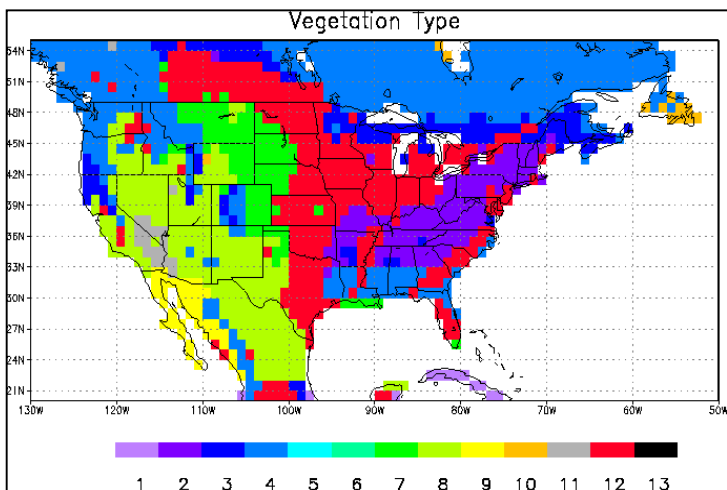 Vegetation Type
54N
51N
48N
45N
42N
39N
36N
33N
30N
27N
24N
21N
130W 120W 110W 100W 90W 80W 70W 60W 50W
1 2 3 4 5 6 7 8 9 10 11 12 13